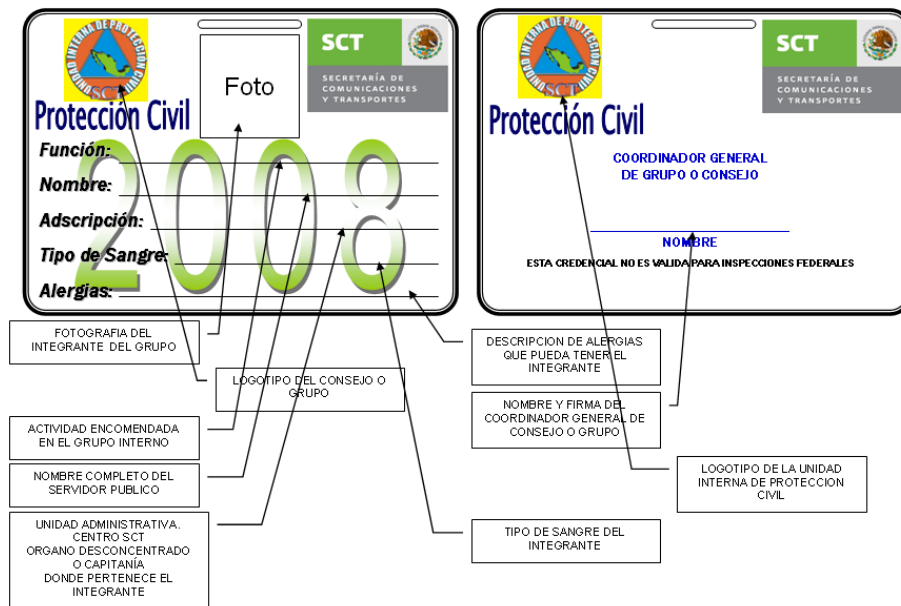 UNIDAD INTERNA DE PROTECCIÓN CIVIL
SCT
Protección Civil
Foto
SCT
SECRETARÍA DE
COMUNICACIONES
Y TRANSPORTES
2008
Función:
Nombre:
Adscripción:
Tipo de Sangre:
Alergias:
UNIDAD INTERNA DE PROTECCIÓN CIVIL
SCT
Protección Civil
SCT
SECRETARÍA DE
COMUNICACIONES
Y TRANSPORTES
COORDINADOR GENERAL
DE GRUPO O CONSEJO
NOMBRE
ESTA CREDENCIAL NO ES VALIDA PARA INSPECCIONES FEDERALES
FOTOGRAFIA DEL
INTEGRANTE DEL GRUPO
LOGOTIPO DEL CONSEJO O
GRUPO
ACTIVIDAD ENCOMENDADA
EN EL GRUPO INTERNO
NOMBRE COMPLETO DEL
SERVIDOR PUBLICO
UNIDAD ADMINISTRATIVA.
CENTRO SCT
ORGANO DESCONCENTRADO
O CAPITANÍA
DONDE PERTENECE EL
INTEGRANTE
DESCRIPCION DE ALERGIAS
QUE PUEDA TENER EL
INTEGRANTE
NOMBRE Y FIRMA DEL
COORDINADOR GENERAL DE
CONSEJO O GRUPO
LOGOTIPO DE LA UNIDAD
INTERNA DE PROTECCION
CIVIL
TIPO DE SANGRE DEL
INTEGRANTE